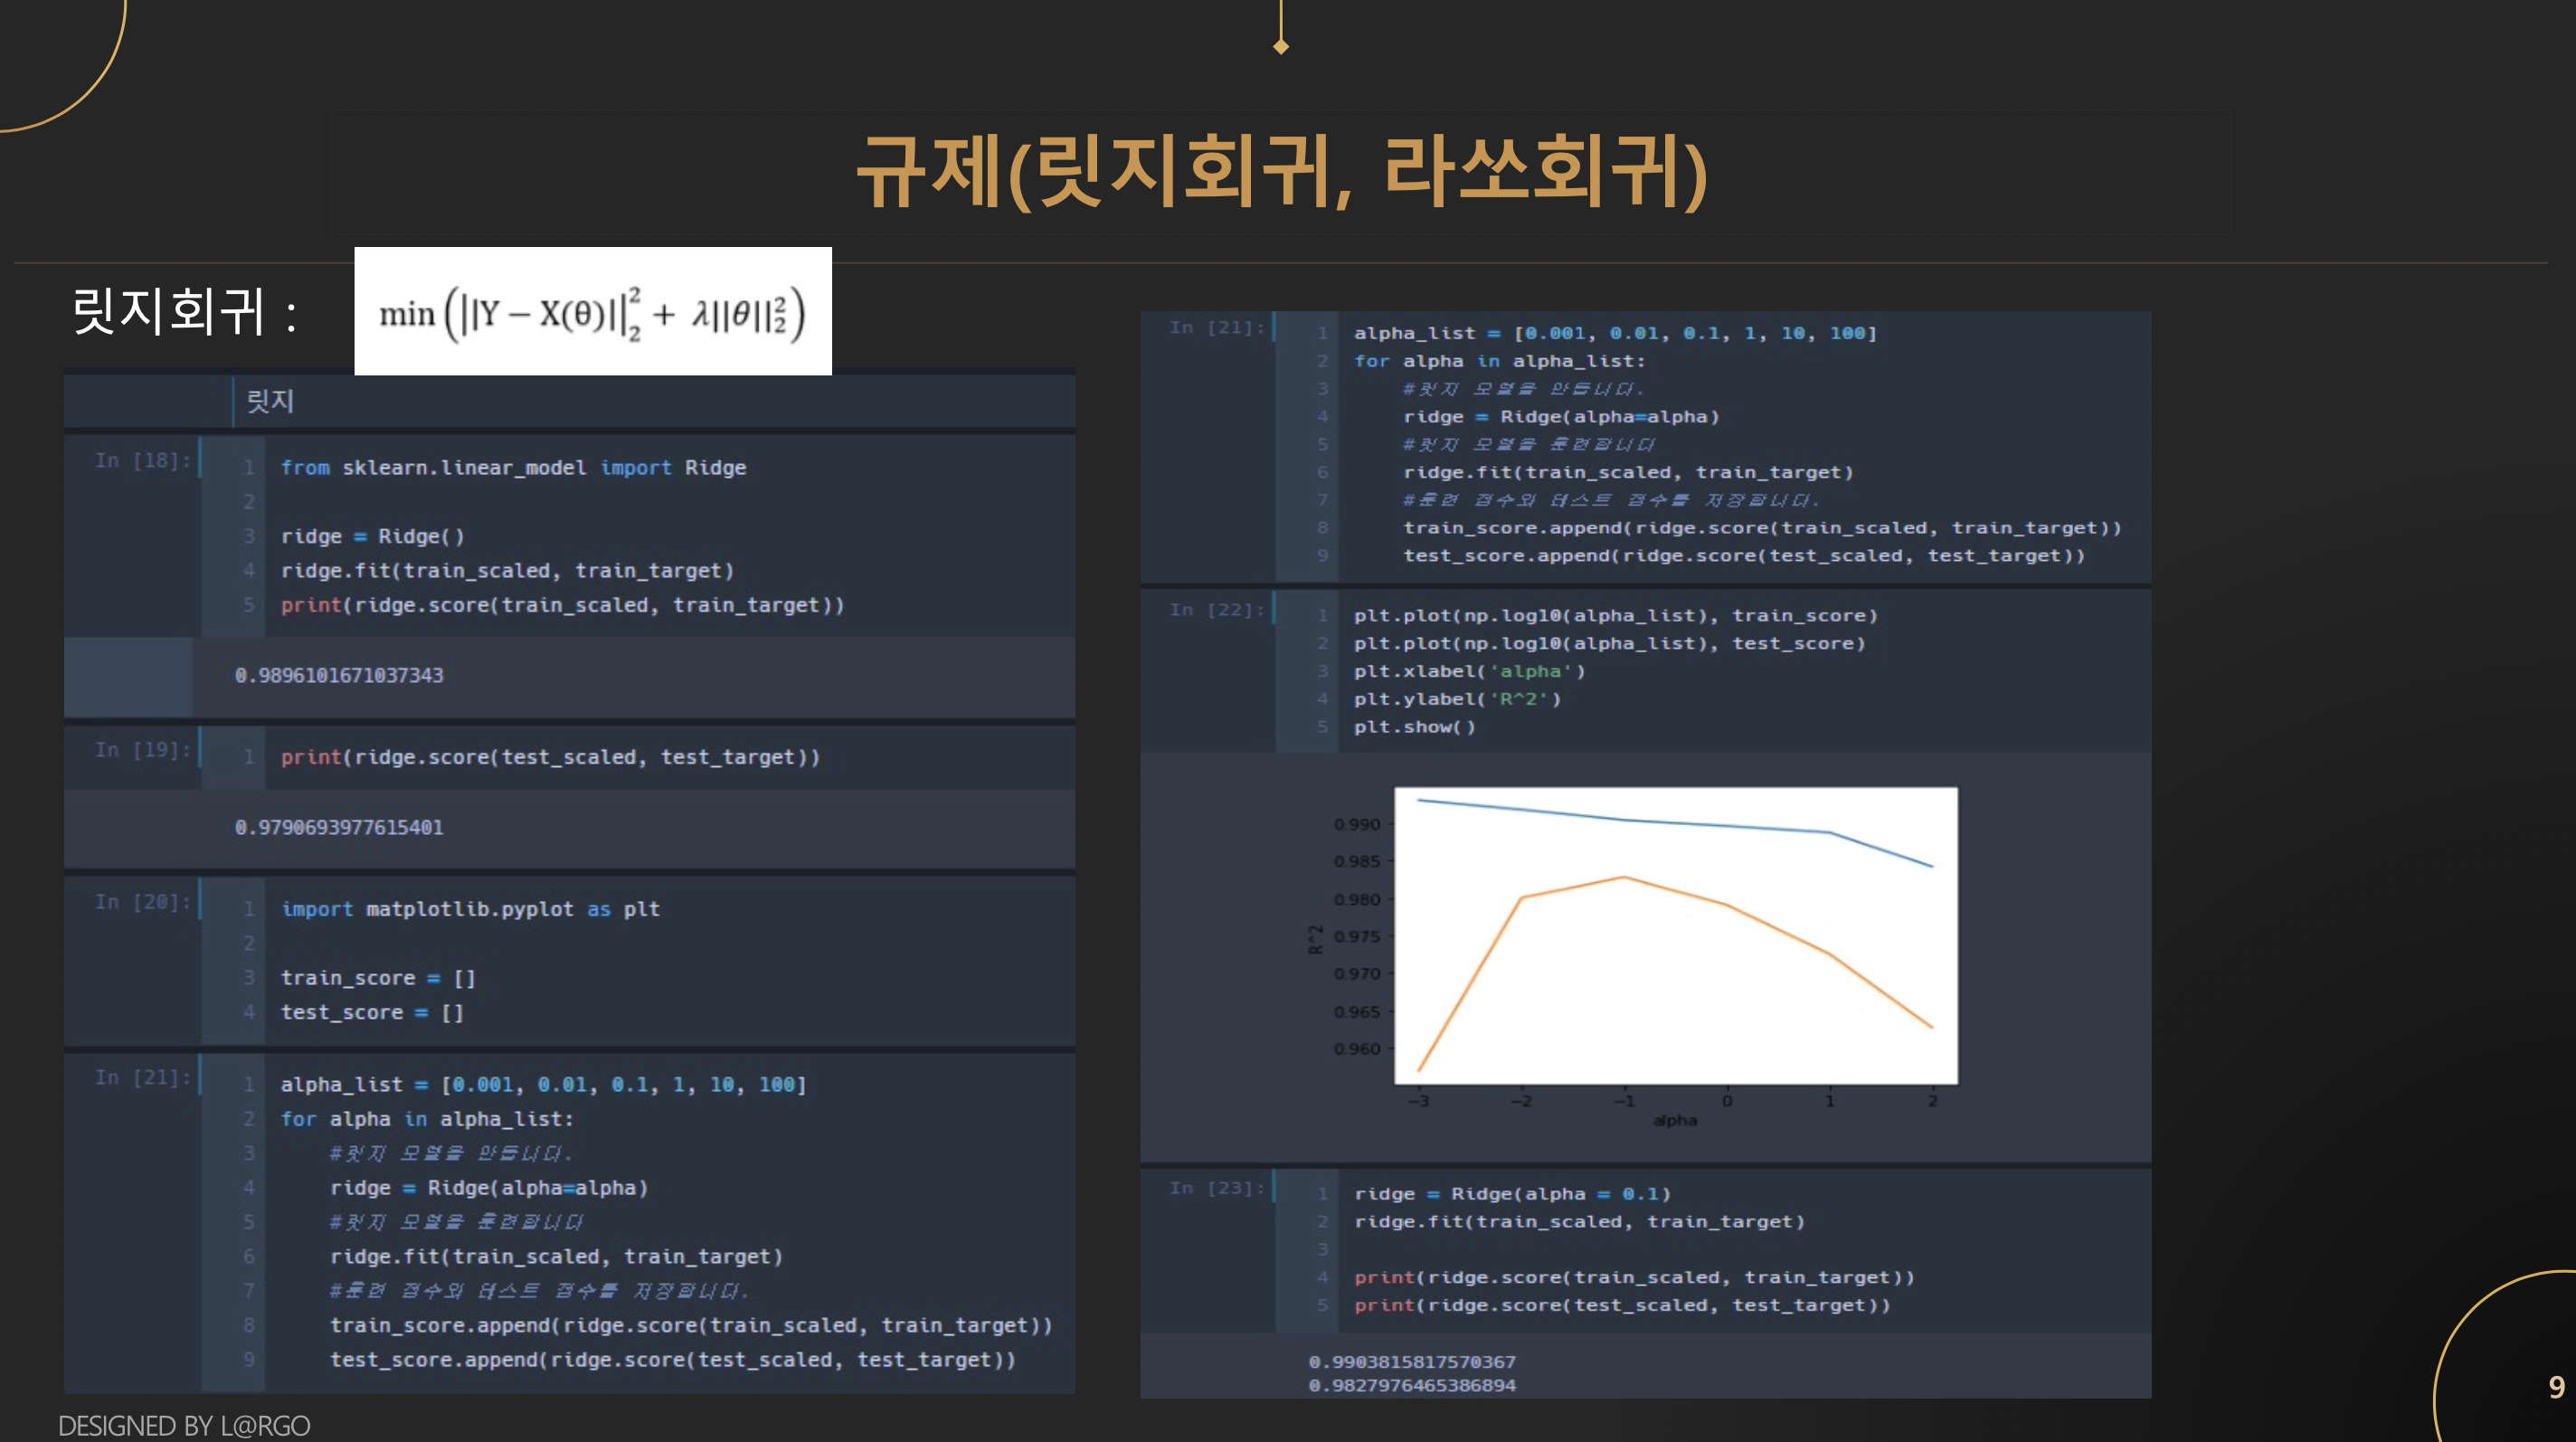 규제(릿지회귀, 라쏘회귀)
릿지회귀 :
min (||Y − X(θ)||₂² + λ||θ||₂²)
릿지
In [18]:
1 from sklearn.linear_model import Ridge
2
3 ridge = Ridge()
4 ridge.fit(train_scaled, train_target)
5 print(ridge.score(train_scaled, train_target))
0.9896101671037343
In [19]:
1 print(ridge.score(test_scaled, test_target))
0.9790693977615401
In [20]:
1 import matplotlib.pyplot as plt
2
3 train_score = []
4 test_score = []
In [21]:
1 alpha_list = [0.001, 0.01, 0.1, 1, 10, 100]
2 for alpha in alpha_list:
3 #릿지 모델을 만듭니다.
4 ridge = Ridge(alpha=alpha)
5 #릿지 모델을 훈련합니다
6 ridge.fit(train_scaled, train_target)
7 #훈련 점수와 테스트 점수를 저장합니다.
8 train_score.append(ridge.score(train_scaled, train_target))
9 test_score.append(ridge.score(test_scaled, test_target))
In [21]:
1 alpha_list = [0.001, 0.01, 0.1, 1, 10, 100]
2 for alpha in alpha_list:
3 #릿지 모델을 만듭니다.
4 ridge = Ridge(alpha=alpha)
5 #릿지 모델을 훈련합니다
6 ridge.fit(train_scaled, train_target)
7 #훈련 점수와 테스트 점수를 저장합니다.
8 train_score.append(ridge.score(train_scaled, train_target))
9 test_score.append(ridge.score(test_scaled, test_target))
In [22]:
1 plt.plot(np.log10(alpha_list), train_score)
2 plt.plot(np.log10(alpha_list), test_score)
3 plt.xlabel('alpha')
4 plt.ylabel('R^2')
5 plt.show()
0.990
0.985
0.980
0.975
0.970
0.965
0.960
R^2
−3 −2 −1 0 1 2
alpha
In [23]:
1 ridge = Ridge(alpha = 0.1)
2 ridge.fit(train_scaled, train_target)
3
4 print(ridge.score(train_scaled, train_target))
5 print(ridge.score(test_scaled, test_target))
0.9903815817570367
0.9827976465386894
9
DESIGNED BY L@RGO